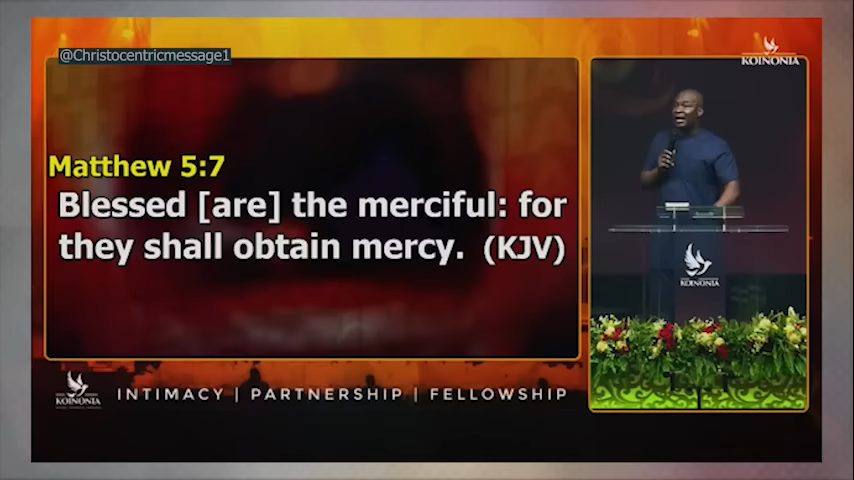 @Christocentricmessage1
KOINONIA
Matthew 5:7
Blessed [are] the merciful: for
they shall obtain mercy. (KJV)
KOINONIA
KOINONIA
INTIMACY | PARTNERSHIP | FELLOWSHIP